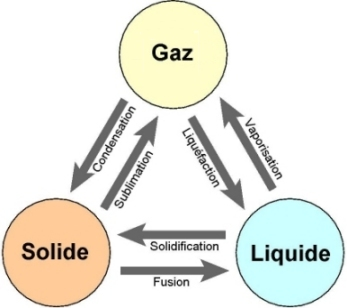 Gaz
Condensation
Sublimation
Liquéfaction
Vaporisation
Solide
Solidification
Fusion
Liquide